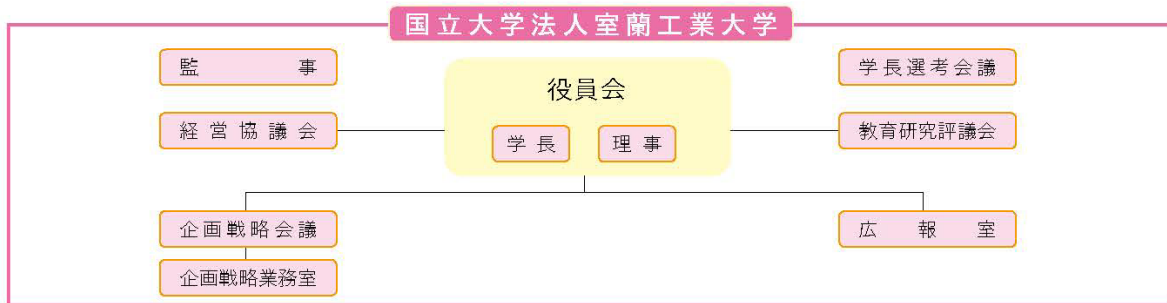 国立大学法人室蘭工業大学
監事
学長選考会議
役員会
経営協議会
教育研究評議会
学長
理事
企画戦略会議
広報室
企画戦略業務室